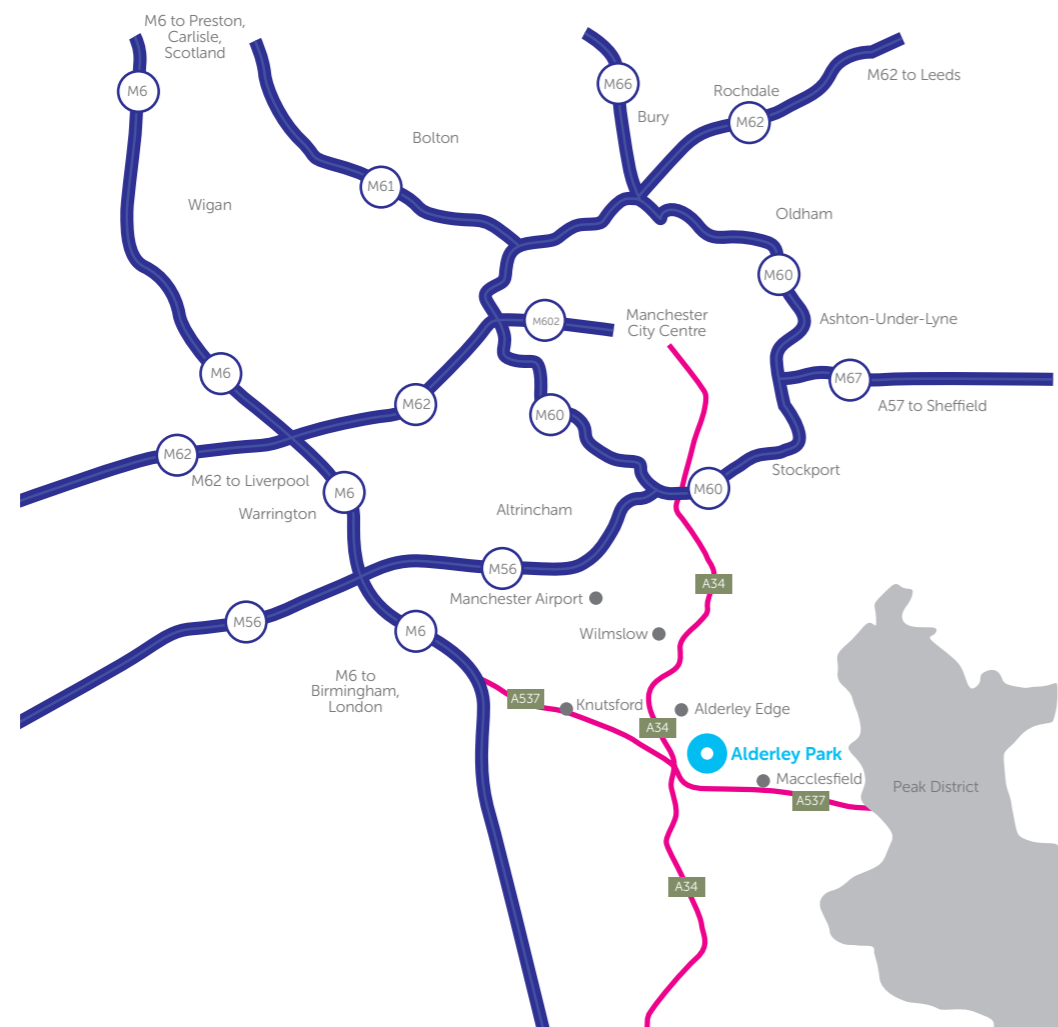 M6 to Preston,
Carlisle,
Scotland
M6
M66
Rochdale
M62 to Leeds
Bury
M62
Bolton
M61
Wigan
Oldham
M60
M602
Manchester
City Centre
Ashton-Under-Lyne
M6
M67
A57 to Sheffield
M62
M60
M62
M62 to Liverpool
Stockport
M6
M60
Warrington
Altrincham
M56
A34
Manchester Airport
M56
M6
Wilmslow
M6 to
Birmingham,
London
A537
Knutsford
Alderley Edge
A34
Alderley Park
Macclesfield
Peak District
A537
A34